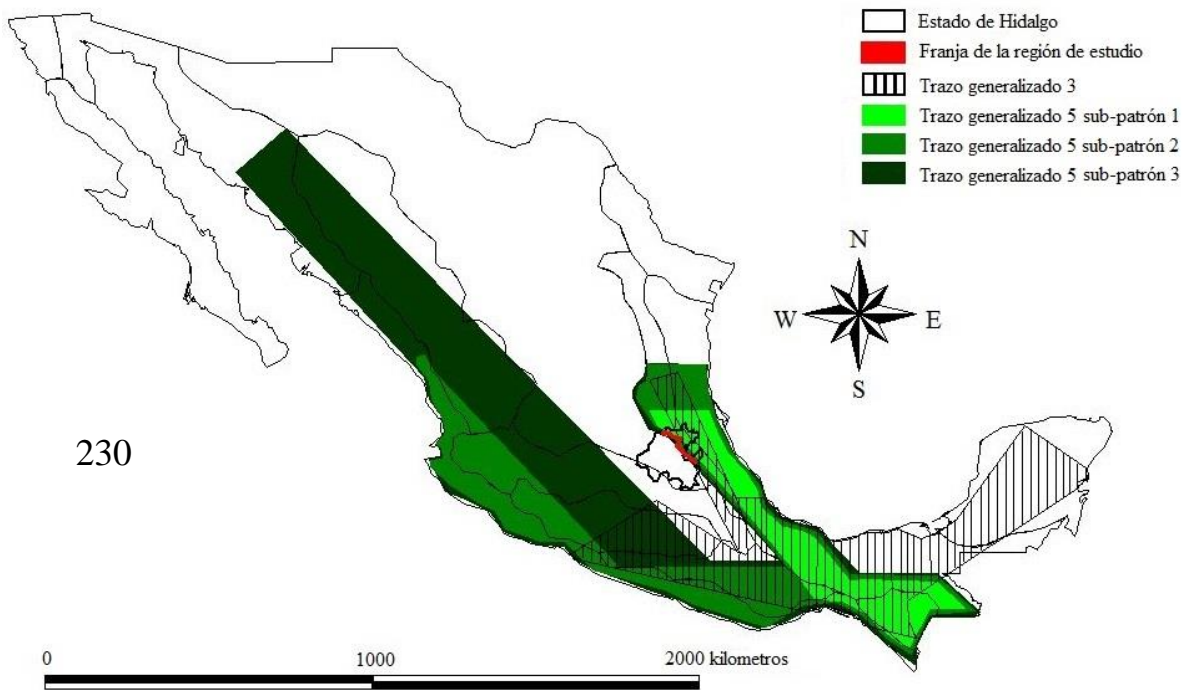 Estado de Hidalgo
Franja de la región de estudio
Trazo generalizado 3
Trazo generalizado 5 sub-patrón 1
Trazo generalizado 5 sub-patrón 2
Trazo generalizado 5 sub-patrón 3
N
W E
S
230
0 1000 2000 kilometros